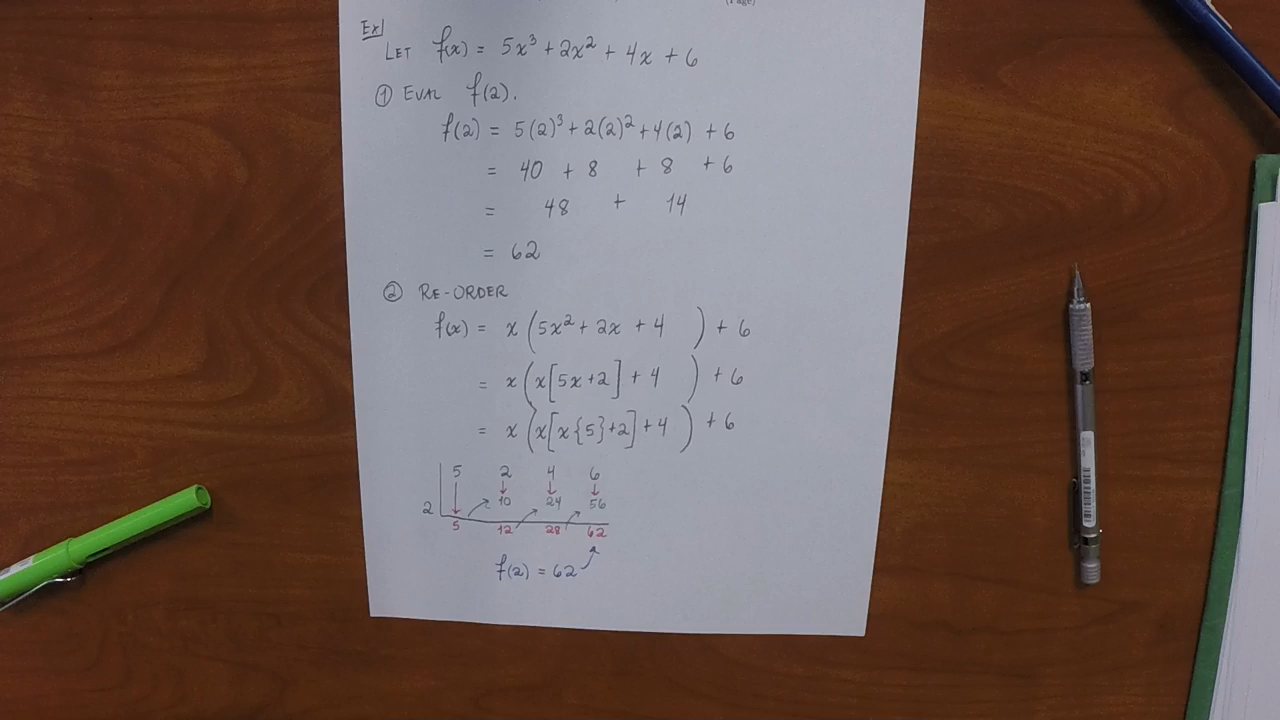 (Page)
Ex1
LET f(x) = 5x³ + 2x² + 4x + 6
① EVAL f(2).
f(2) = 5(2)³ + 2(2)² + 4(2) + 6
= 40 + 8 + 8 + 6
= 48 + 14
= 62
② RE-ORDER
f(x) = x(5x² + 2x + 4) + 6
= x(x[5x+2] + 4) + 6
= x(x[x{5}+2]+4) + 6
5 2 4 6
↓ ↓ ↓ ↓
2 10 24 56
5 12 28 62
f(2) = 62